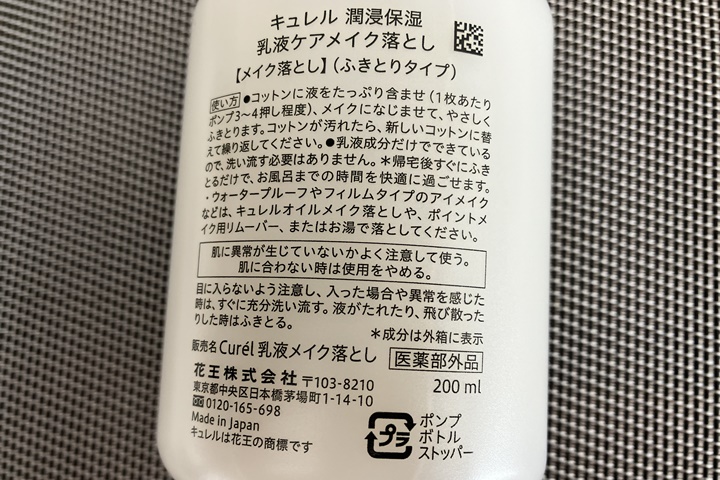 キュレル 潤浸保湿
乳液ケアメイク落とし
【メイク落とし】(ふきとりタイプ)
使い方 ●コットンに液をたっぷり含ませ(1枚あたり
ポンプ3〜4押し程度)、メイクになじませて、やさしく
ふきとります。コットンが汚れたら、新しいコットンに替
えて繰り返してください。●乳液成分だけでできている
ので、洗い流す必要はありません。＊帰宅後すぐにふき
とるだけで、お風呂までの時間を快適に過ごせます。
・ウォータープルーフやフィルムタイプのアイメイク
などは、キュレルオイルメイク落としや、ポイントメ
イク用リムーバー、またはお湯で落としてください。
肌に異常が生じていないかよく注意して使う。
肌に合わない時は使用をやめる。
目に入らないよう注意し、入った場合や異常を感じた
時は、すぐに充分洗い流す。液がたれたり、飛び散った
りした時はふきとる。
＊成分は外箱に表示
販売名 Curél 乳液メイク落とし 医薬部外品
花王株式会社 〒103-8210 200 ml
東京都中央区日本橋茅場町1-14-10
0120-165-698
Made in Japan
キュレルは花王の商標です
プラ
ポンプ
ボトル
ストッパー